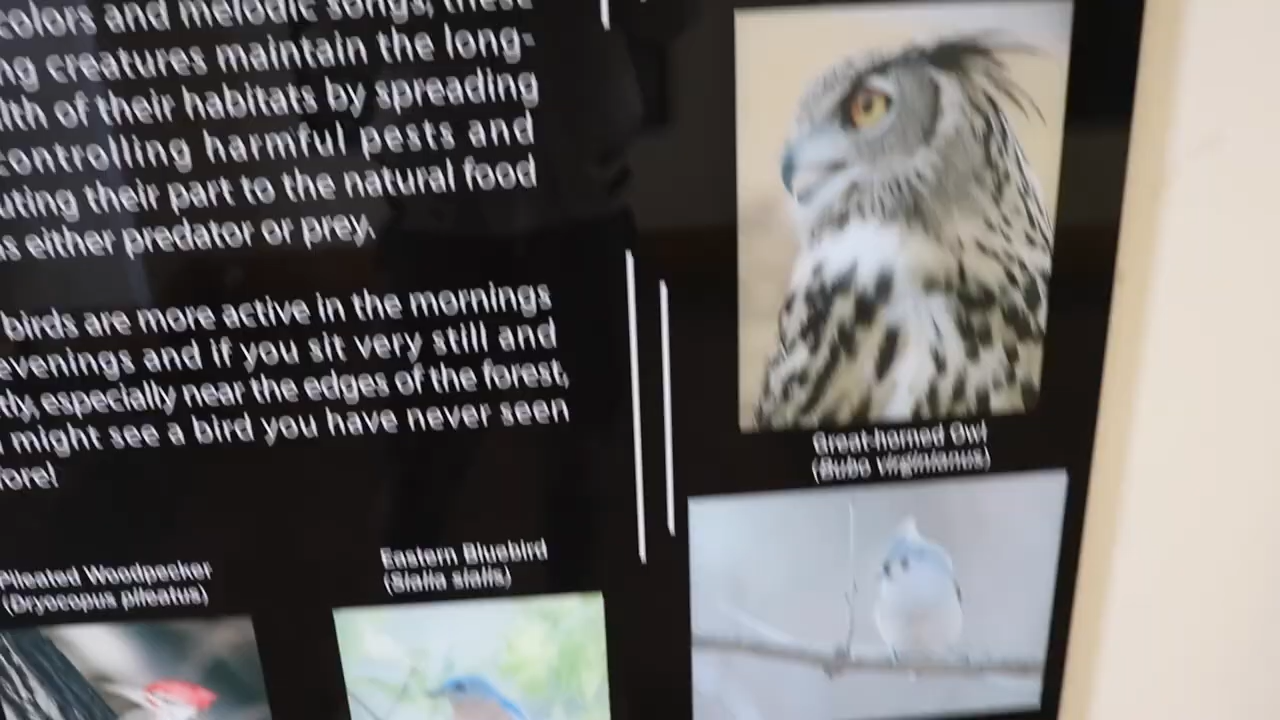 colors and melodic songs, these
ng creatures maintain the long-
lth of their habitats by spreading
controlling harmful pests and
uting their part to the natural food
as either predator or prey.
birds are more active in the mornings
evenings and if you sit very still and
tly, especially near the edges of the forest,
might see a bird you have never seen
fore!
Great-horned Owl
(Bubo virginianus)
Eastern Bluebird
(Sialia sialis)
Pileated Woodpecker
(Dryocopus pileatus)